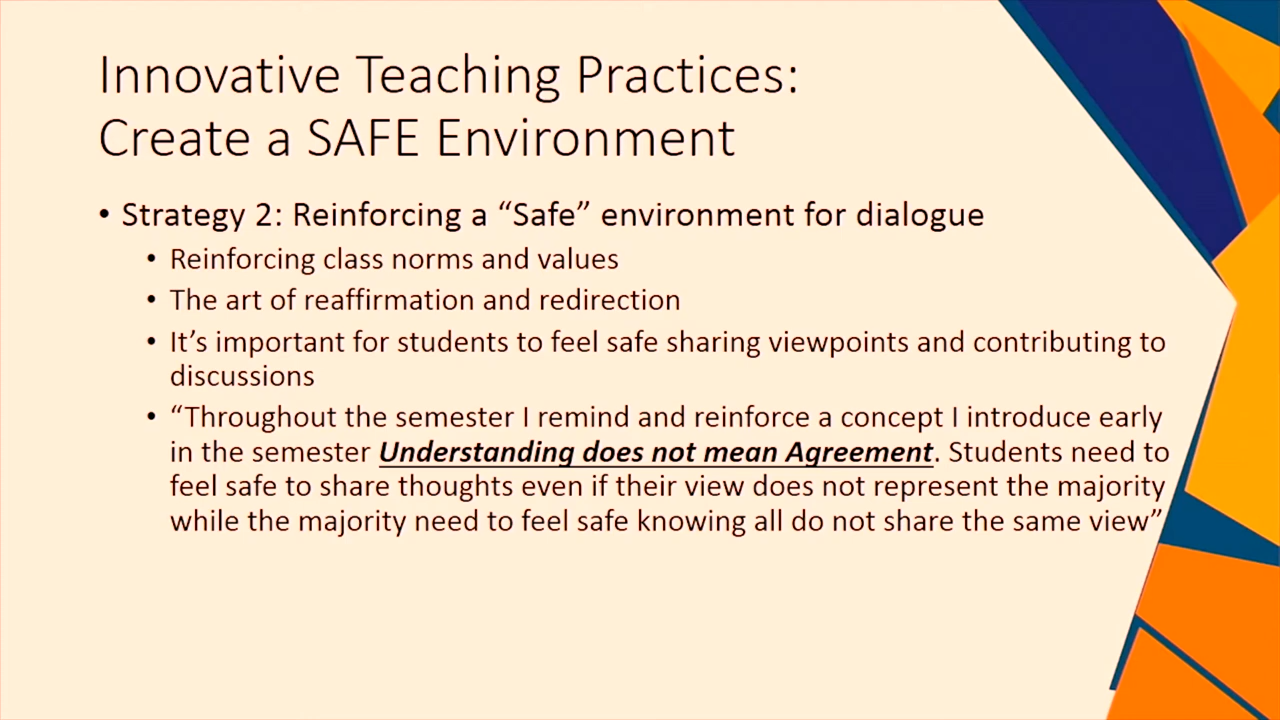 Innovative Teaching Practices:
Create a SAFE Environment
• Strategy 2: Reinforcing a “Safe” environment for dialogue
• Reinforcing class norms and values
• The art of reaffirmation and redirection
• It’s important for students to feel safe sharing viewpoints and contributing to
discussions
• “Throughout the semester I remind and reinforce a concept I introduce early
in the semester Understanding does not mean Agreement. Students need to
feel safe to share thoughts even if their view does not represent the majority
while the majority need to feel safe knowing all do not share the same view”